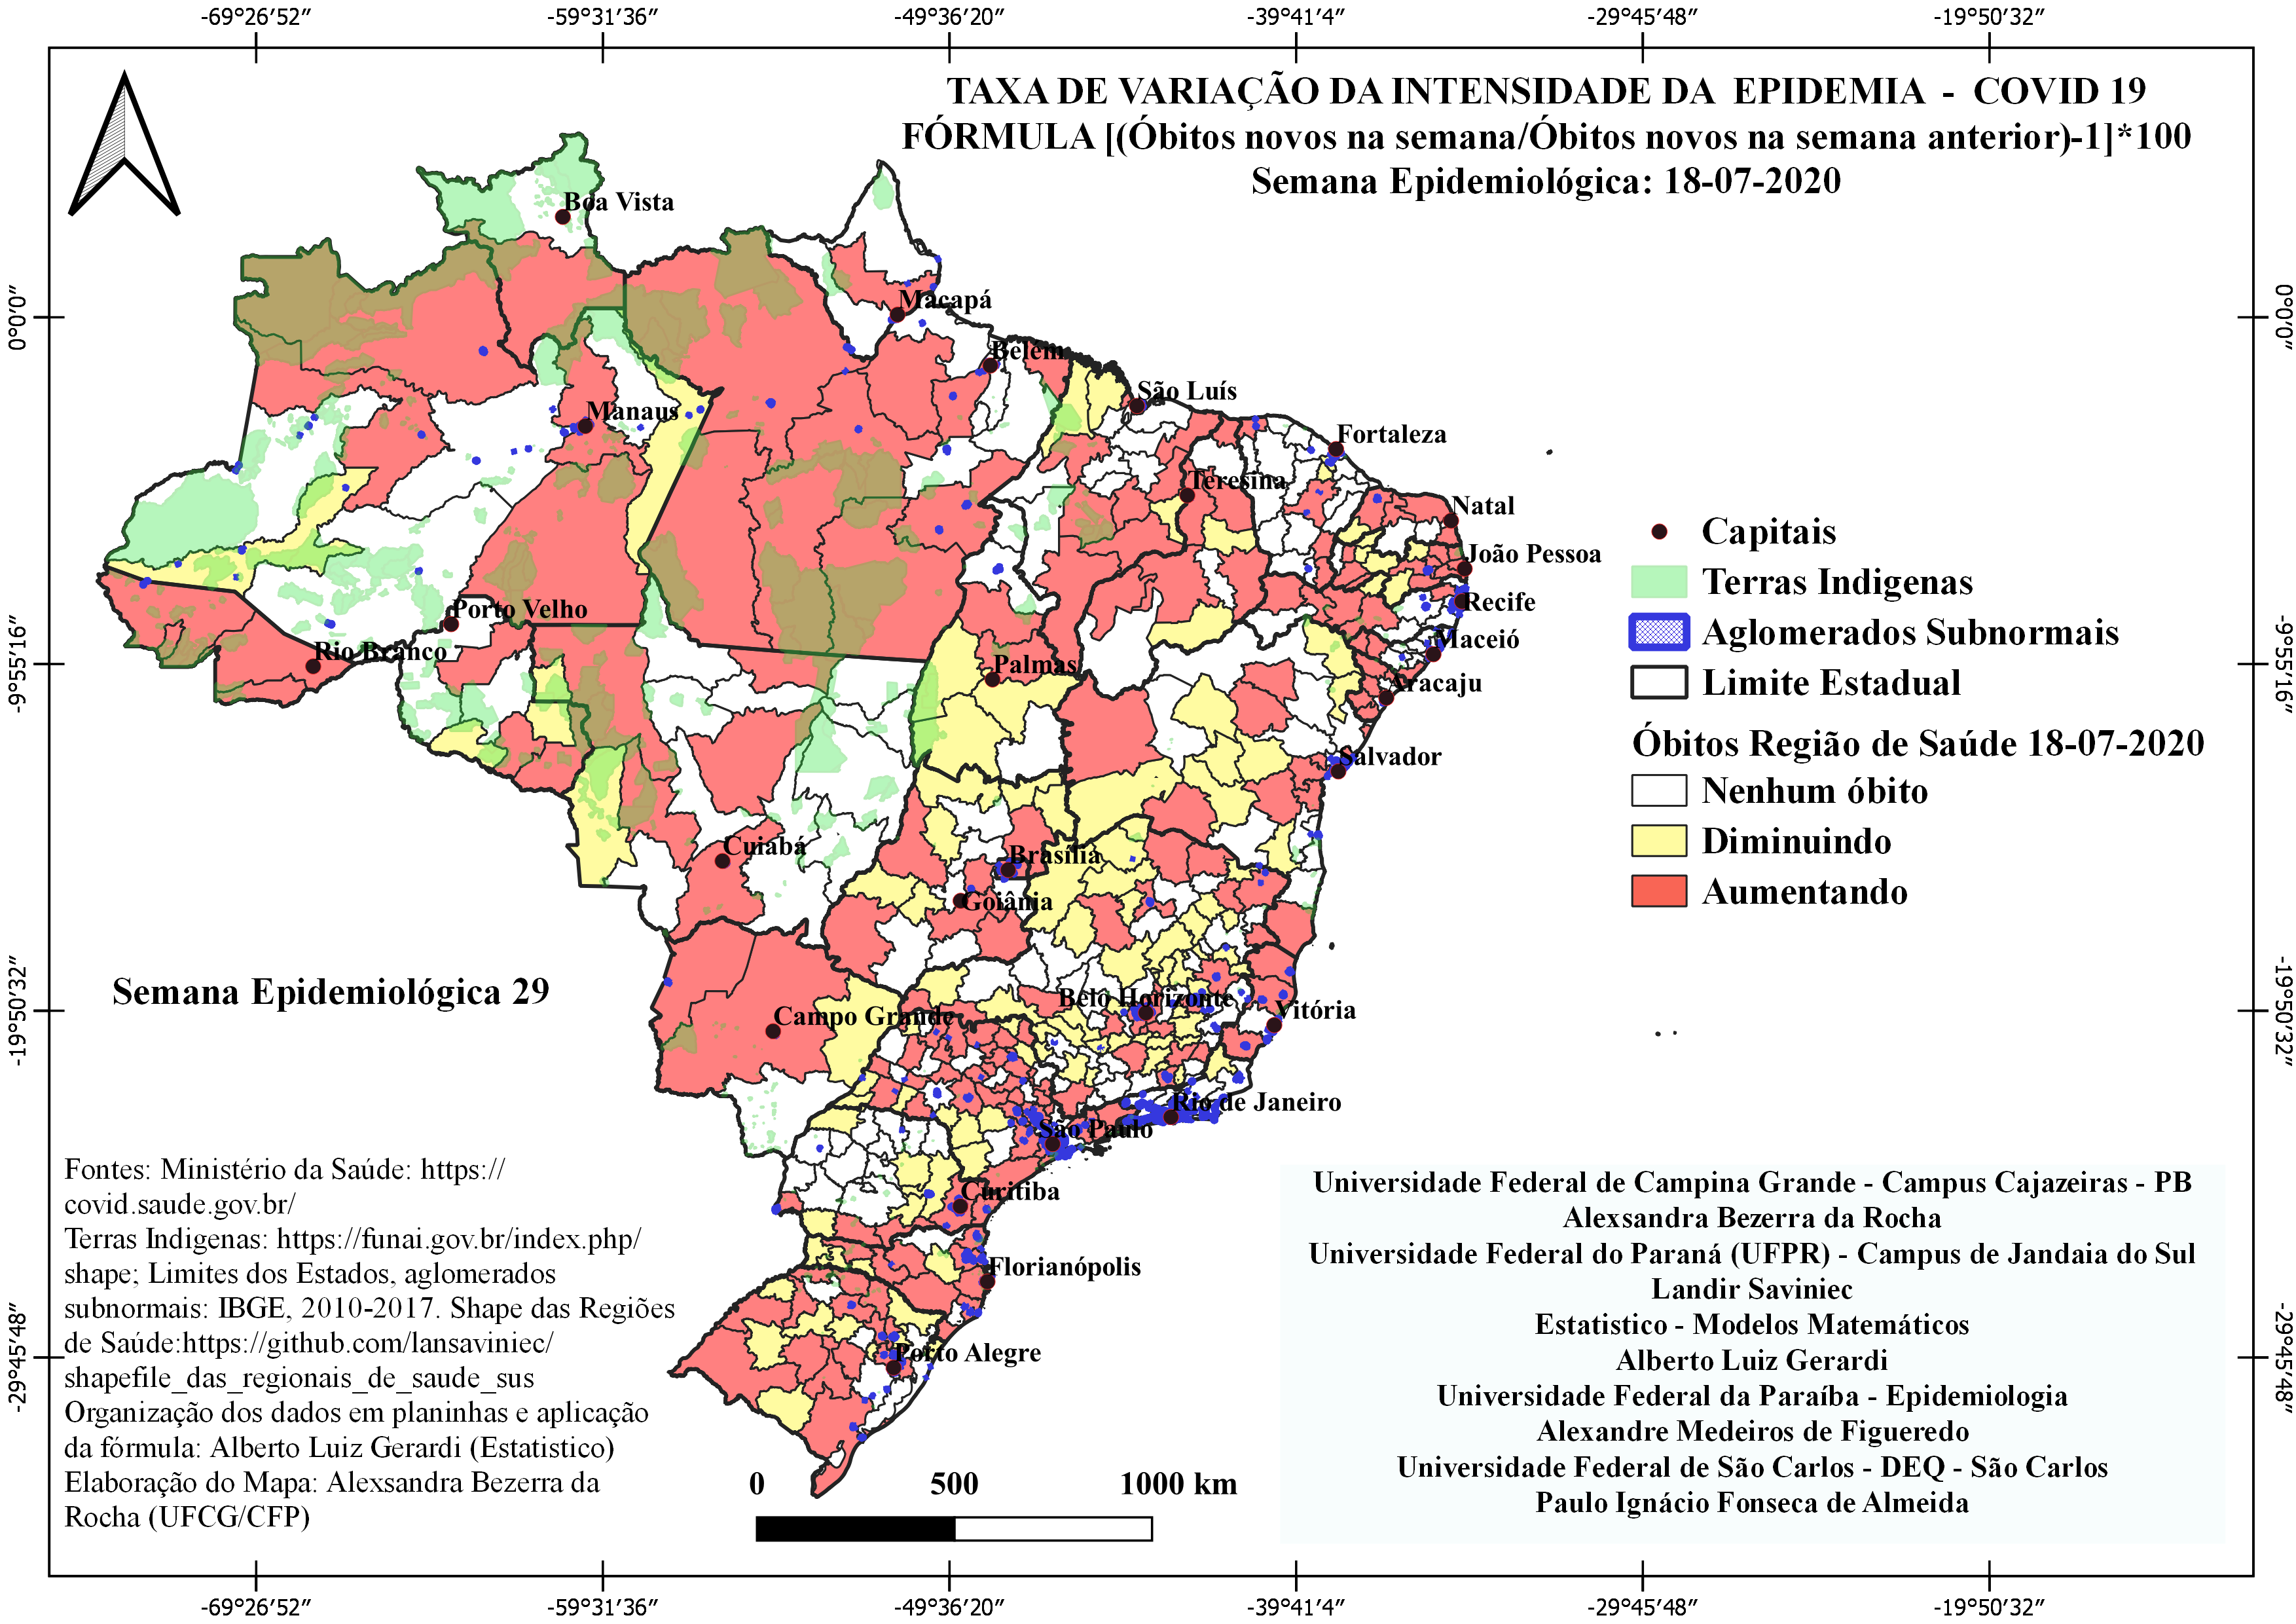 -69°26′52″
-59°31′36″
-49°36′20″
-39°41′4″
-29°45′48″
-19°50′32″
TAXA DE VARIAÇÃO DA INTENSIDADE DA EPIDEMIA - COVID 19
FÓRMULA [(Óbitos novos na semana/Óbitos novos na semana anterior)-1]*100
Semana Epidemiológica: 18-07-2020
Boa Vista
Macapá
Belém
São Luís
Manaus
Fortaleza
Teresina
Natal
João Pessoa
Recife
Porto Velho
Maceió
Rio Branco
Palmas
Aracaju
Salvador
Cuiabá
Brasília
Goiânia
Belo Horizonte
Vitória
Campo Grande
Rio de Janeiro
São Paulo
Curitiba
Florianópolis
Porto Alegre
0°0′0″
-9°55′16″
-19°50′32″
-29°45′48″
0°0′0″
-9°55′16″
-19°50′32″
-29°45′48″
Capitais
Terras Indigenas
Aglomerados Subnormais
Limite Estadual
Óbitos Região de Saúde 18-07-2020
Nenhum óbito
Diminuindo
Aumentando
Semana Epidemiológica 29
Fontes: Ministério da Saúde: https://
covid.saude.gov.br/
Terras Indigenas: https://funai.gov.br/index.php/
shape; Limites dos Estados, aglomerados
subnormais: IBGE, 2010-2017. Shape das Regiões
de Saúde:https://github.com/lansaviniec/
shapefile_das_regionais_de_saude_sus
Organização dos dados em planinhas e aplicação
da fórmula: Alberto Luiz Gerardi (Estatistico)
Elaboração do Mapa: Alexsandra Bezerra da
Rocha (UFCG/CFP)
0 500 1000 km
Universidade Federal de Campina Grande - Campus Cajazeiras - PB
Alexsandra Bezerra da Rocha
Universidade Federal do Paraná (UFPR) - Campus de Jandaia do Sul
Landir Saviniec
Estatistico - Modelos Matemáticos
Alberto Luiz Gerardi
Universidade Federal da Paraíba - Epidemiologia
Alexandre Medeiros de Figueredo
Universidade Federal de São Carlos - DEQ - São Carlos
Paulo Ignácio Fonseca de Almeida
-69°26′52″
-59°31′36″
-49°36′20″
-39°41′4″
-29°45′48″
-19°50′32″